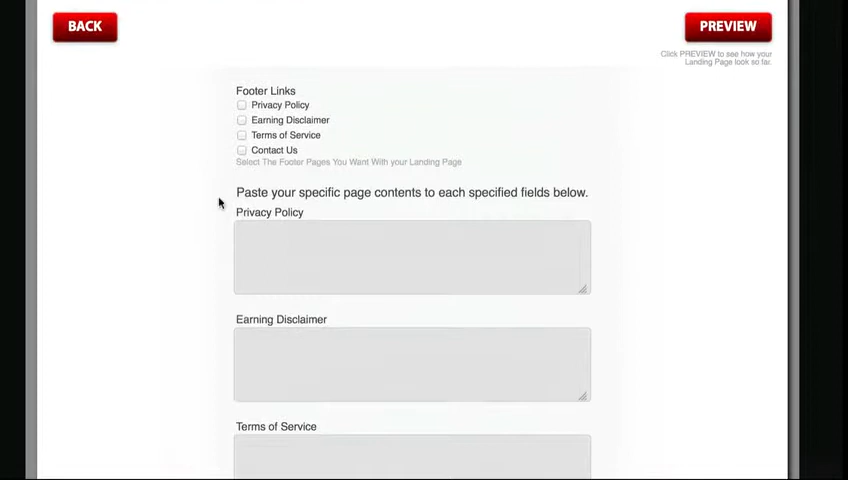 BACK
PREVIEW
Click PREVIEW to see how your
Landing Page look so far.
Footer Links
Privacy Policy
Earning Disclaimer
Terms of Service
Contact Us
Select The Footer Pages You Want With your Landing Page
Paste your specific page contents to each specified fields below.
Privacy Policy
Earning Disclaimer
Terms of Service